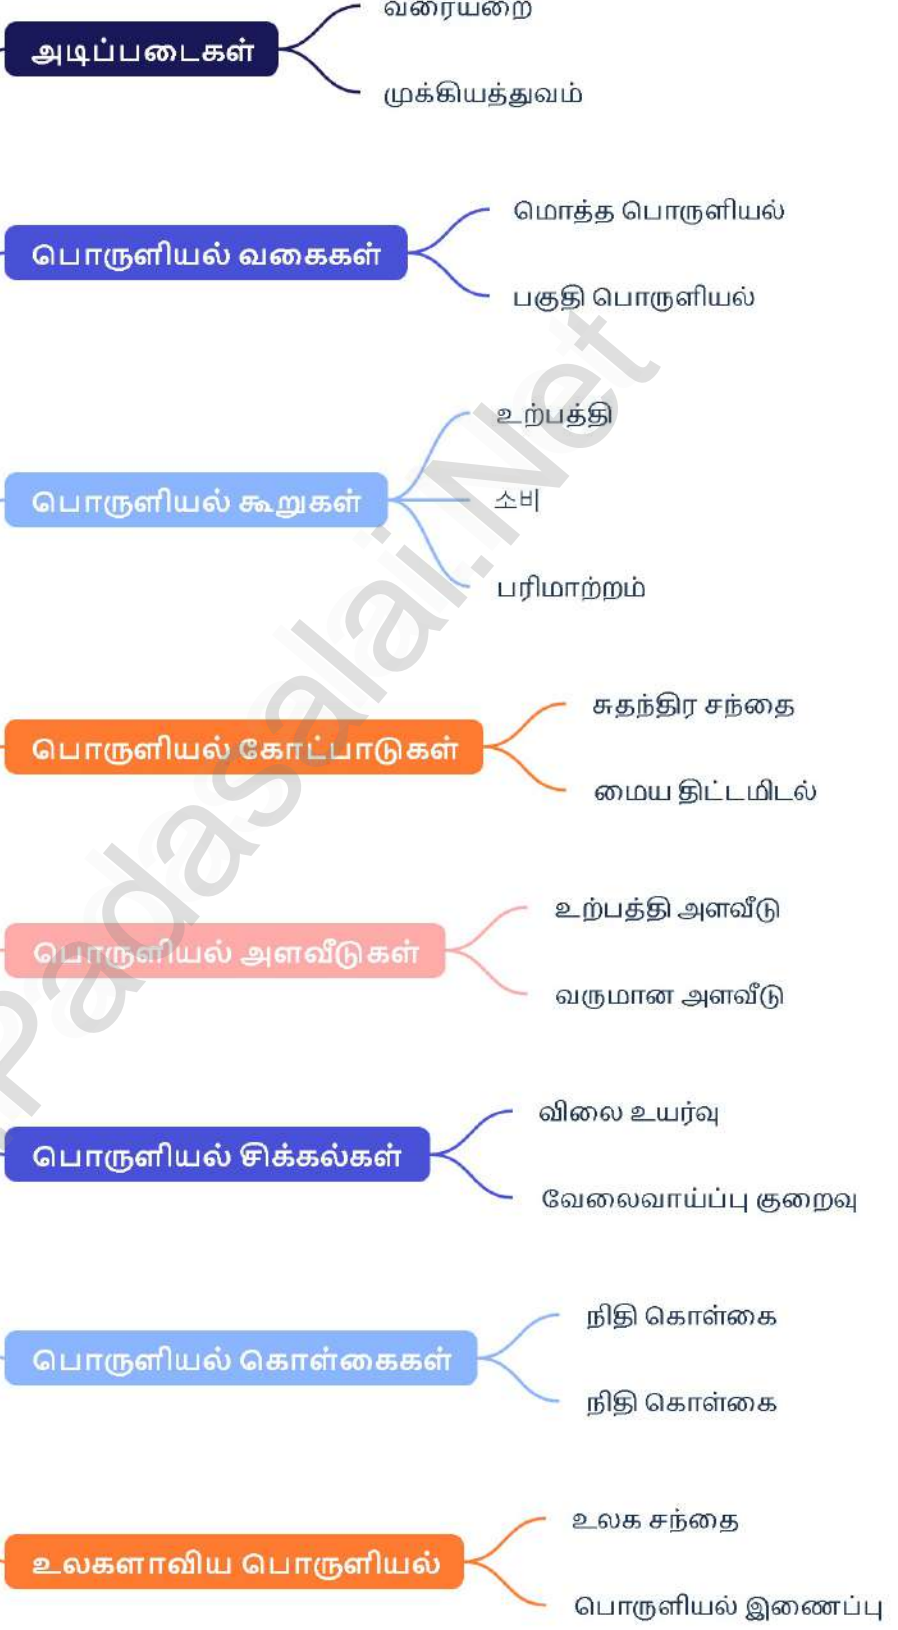 வரையறை
அடிப்படைகள்
முக்கியத்துவம்
மொத்த பொருளியல்
பொருளியல் வகைகள்
பகுதி பொருளியல்
உற்பத்தி
பொருளியல் கூறுகள்
소비
பரிமாற்றம்
சுதந்திர சந்தை
பொருளியல் கோட்பாடுகள்
மைய திட்டமிடல்
உற்பத்தி அளவீடு
பொருளியல் அளவீடுகள்
வருமான அளவீடு
விலை உயர்வு
பொருளியல் சிக்கல்கள்
வேலைவாய்ப்பு குறைவு
நிதி கொள்கை
பொருளியல் கொள்கைகள்
நிதி கொள்கை
உலக சந்தை
உலகளாவிய பொருளியல்
பொருளியல் இணைப்பு
Padasalai.Net